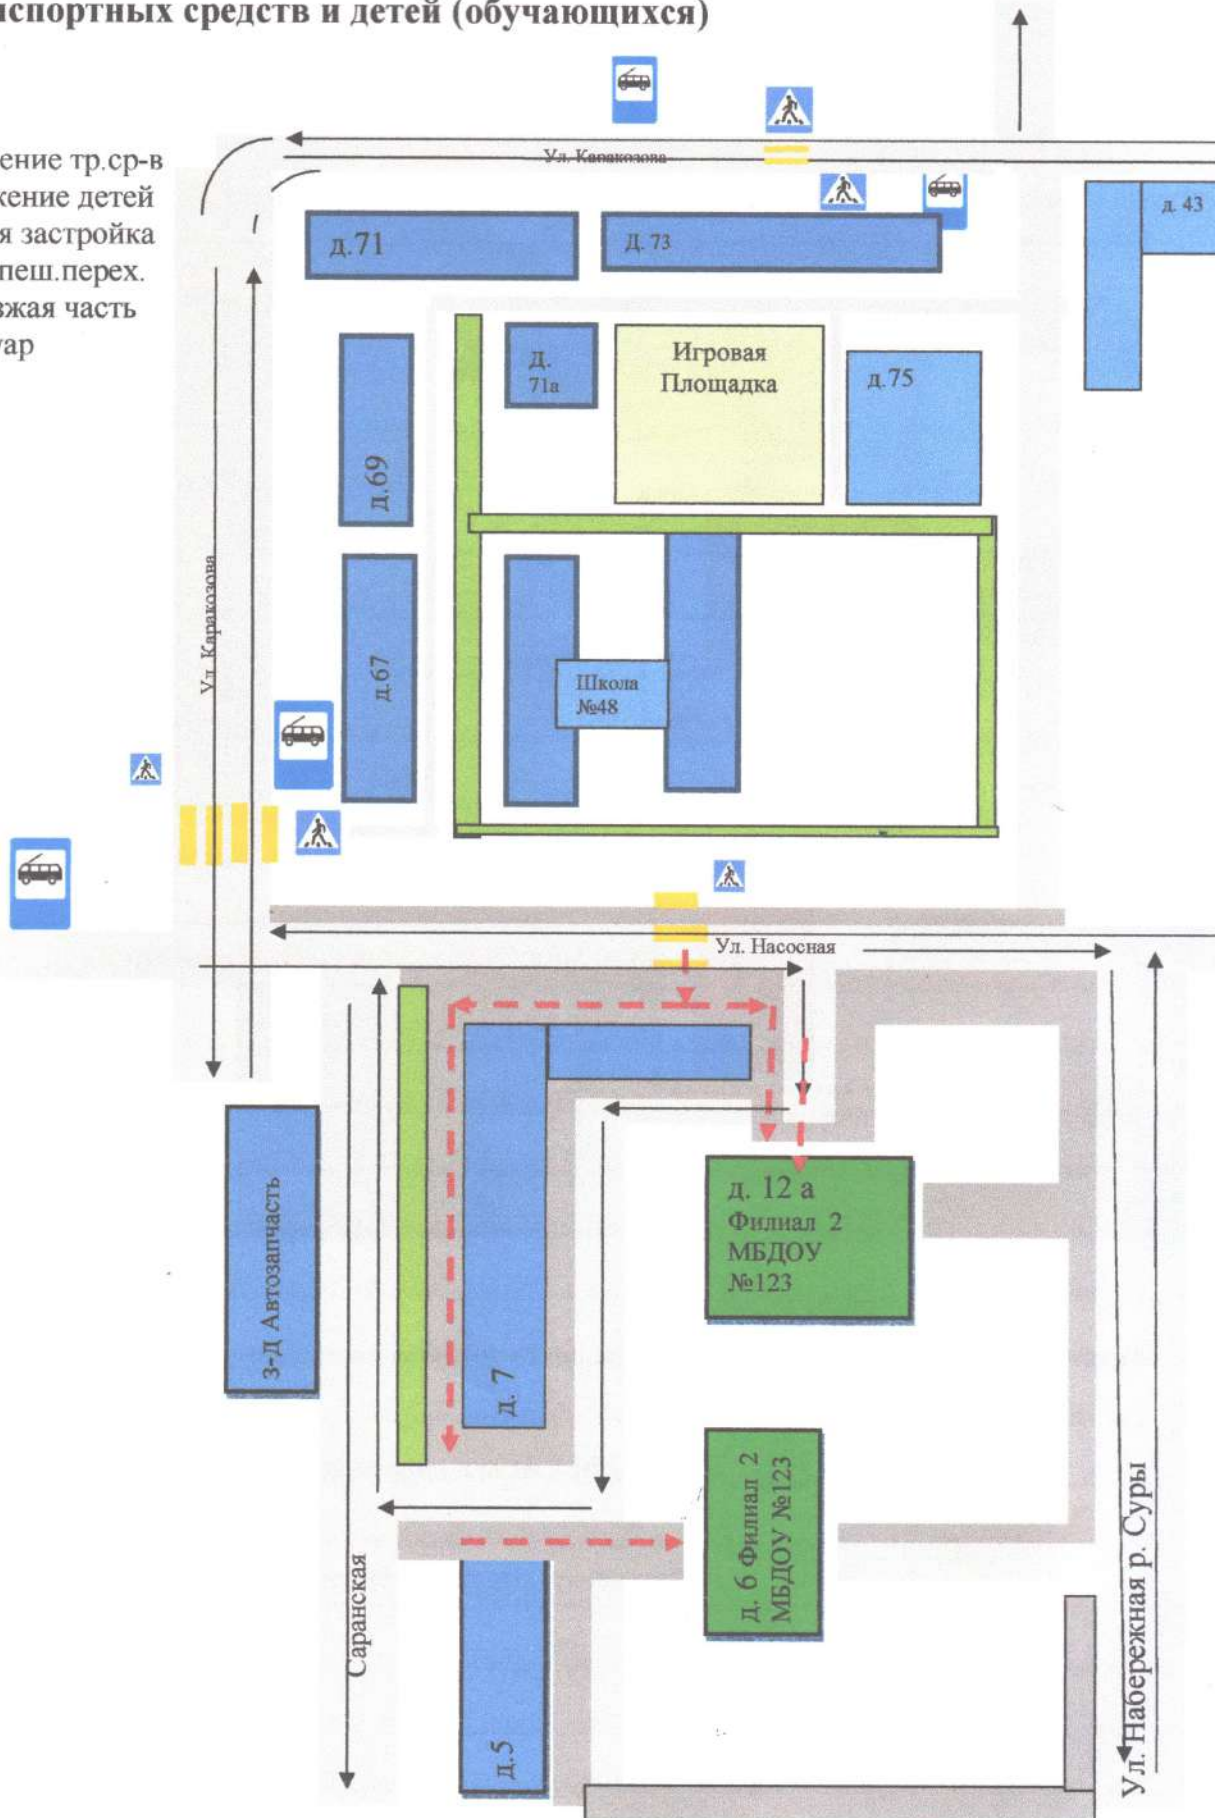 спортных средств и детей (обучающихся)
ение тр.ср-в
жение детей
я застройка
пеш.перех.
зжая часть
уар
Ул. Каракозова
д.71
Д. 73
д. 43
Д.
71а
Игровая
Площадка
д.75
д.69
Ул. Каракозова
д.67
Школа
№48
Ул. Насосная
З-Д Автозапчасть
д. 7
д. 12 а
Филиал 2
МБДОУ
№123
д. 6 Филиал 2
МБДОУ №123
Саранская
д.5
Ул. Набережная р. Суры